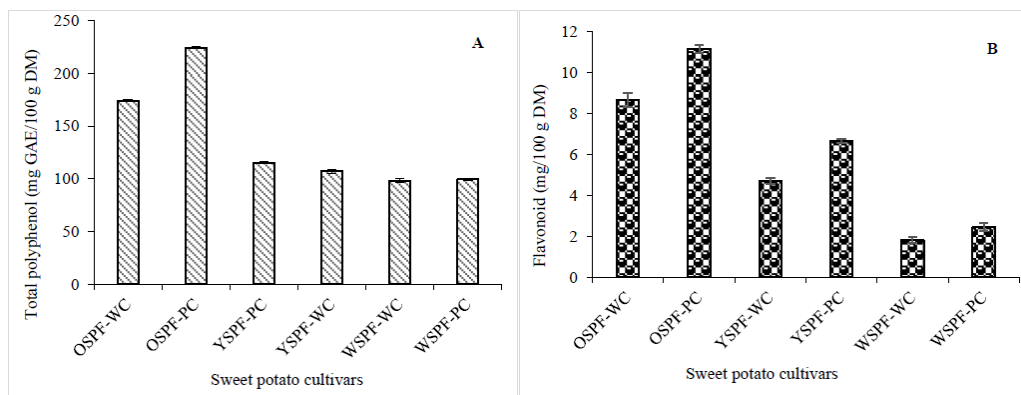 A
Total polyphenol (mg GAE/100 g DM)
250
200
150
100
50
0
OSPF-WC
OSPF-PC
YSPF-PC
YSPF-WC
WSPF-WC
WSPF-PC
Sweet potato cultivars
B
Flavonoid (mg/100 g DM)
12
10
8
6
4
2
0
OSPF-WC
OSPF-PC
YSPF-WC
YSPF-PC
WSPF-WC
WSPF-PC
Sweet potato cultivars